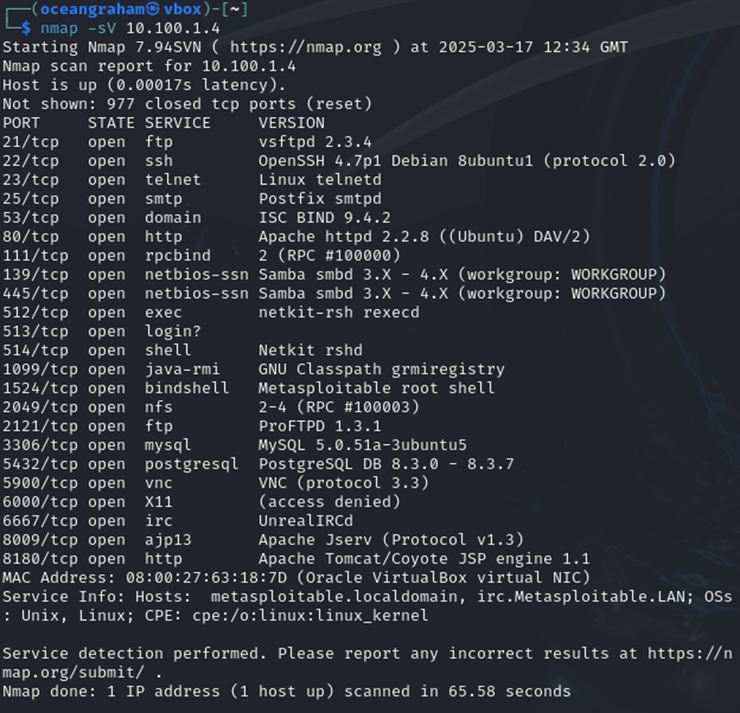 ┌──(oceangraham㉿vbox)-[~]
└─$ nmap -sV 10.100.1.4
Starting Nmap 7.94SVN ( https://nmap.org ) at 2025-03-17 12:34 GMT
Nmap scan report for 10.100.1.4
Host is up (0.00017s latency).
Not shown: 977 closed tcp ports (reset)
PORT     STATE SERVICE     VERSION
21/tcp   open  ftp         vsftpd 2.3.4
22/tcp   open  ssh         OpenSSH 4.7p1 Debian 8ubuntu1 (protocol 2.0)
23/tcp   open  telnet      Linux telnetd
25/tcp   open  smtp        Postfix smtpd
53/tcp   open  domain      ISC BIND 9.4.2
80/tcp   open  http        Apache httpd 2.2.8 ((Ubuntu) DAV/2)
111/tcp  open  rpcbind     2 (RPC #100000)
139/tcp  open  netbios-ssn Samba smbd 3.X - 4.X (workgroup: WORKGROUP)
445/tcp  open  netbios-ssn Samba smbd 3.X - 4.X (workgroup: WORKGROUP)
512/tcp  open  exec        netkit-rsh rexecd
513/tcp  open  login?
514/tcp  open  shell       Netkit rshd
1099/tcp open  java-rmi    GNU Classpath grmiregistry
1524/tcp open  bindshell   Metasploitable root shell
2049/tcp open  nfs         2-4 (RPC #100003)
2121/tcp open  ftp         ProFTPD 1.3.1
3306/tcp open  mysql       MySQL 5.0.51a-3ubuntu5
5432/tcp open  postgresql  PostgreSQL DB 8.3.0 - 8.3.7
5900/tcp open  vnc         VNC (protocol 3.3)
6000/tcp open  X11         (access denied)
6667/tcp open  irc         UnrealIRCd
8009/tcp open  ajp13       Apache Jserv (Protocol v1.3)
8180/tcp open  http        Apache Tomcat/Coyote JSP engine 1.1
MAC Address: 08:00:27:63:18:7D (Oracle VirtualBox virtual NIC)
Service Info: Hosts:  metasploitable.localdomain, irc.Metasploitable.LAN; OSs
: Unix, Linux; CPE: cpe:/o:linux:linux_kernel

Service detection performed. Please report any incorrect results at https://n
map.org/submit/ .
Nmap done: 1 IP address (1 host up) scanned in 65.58 seconds